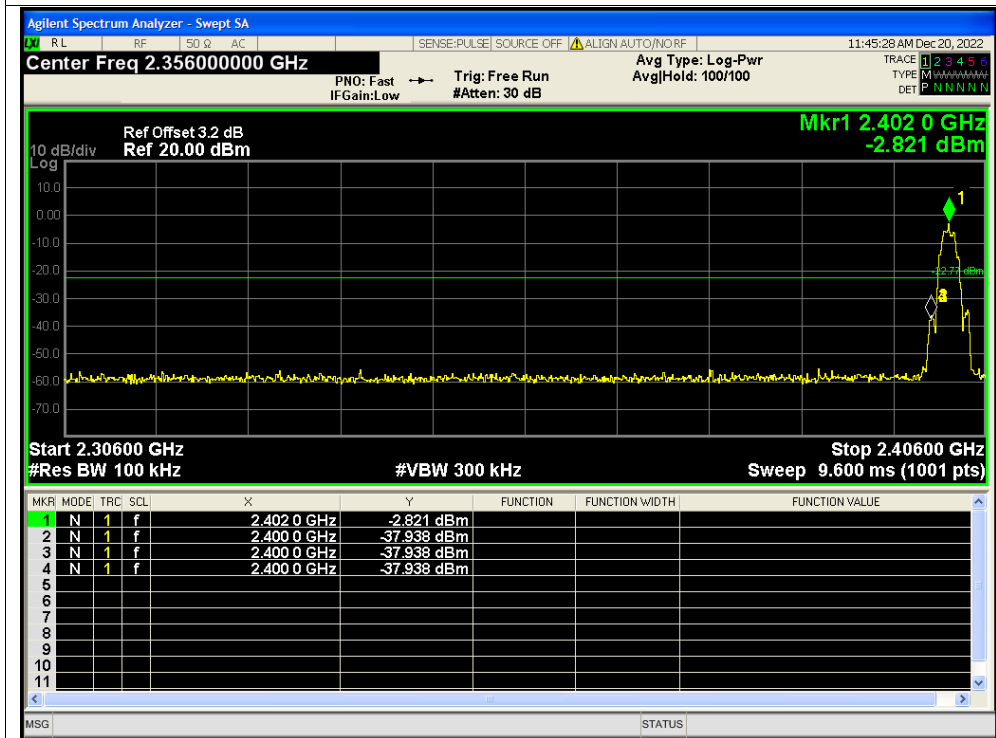 Agilent Spectrum Analyzer - Swept SA
LXI RL RF 50 Ω AC SENSE:PULSE SOURCE OFF ALIGN AUTO/NO RF 11:45:28 AM Dec 20, 2022
Center Freq 2.356000000 GHz
PNO: Fast
IFGain:Low
Trig: Free Run
#Atten: 30 dB
Avg Type: Log-Pwr
Avg|Hold: 100/100
TRACE 1 2 3 4 5 6
TYPE M
DET P N N N N N
Mkr1 2.402 0 GHz
-2.821 dBm
Ref Offset 3.2 dB
Ref 20.00 dBm
10 dB/div
Log
10.0
0.00
-10.0
-20.0
-30.0
-40.0
-50.0
-60.0
-70.0
1
-22.77 dBm
Start 2.30600 GHz
Stop 2.40600 GHz
#Res BW 100 kHz
#VBW 300 kHz
Sweep 9.600 ms (1001 pts)
MKR MODE TRC SCL X Y FUNCTION FUNCTION WIDTH FUNCTION VALUE
1 N 1 f 2.402 0 GHz -2.821 dBm
2 N 1 f 2.400 0 GHz -37.938 dBm
3 N 1 f 2.400 0 GHz -37.938 dBm
4 N 1 f 2.400 0 GHz -37.938 dBm
5
6
7
8
9
10
11
MSG STATUS